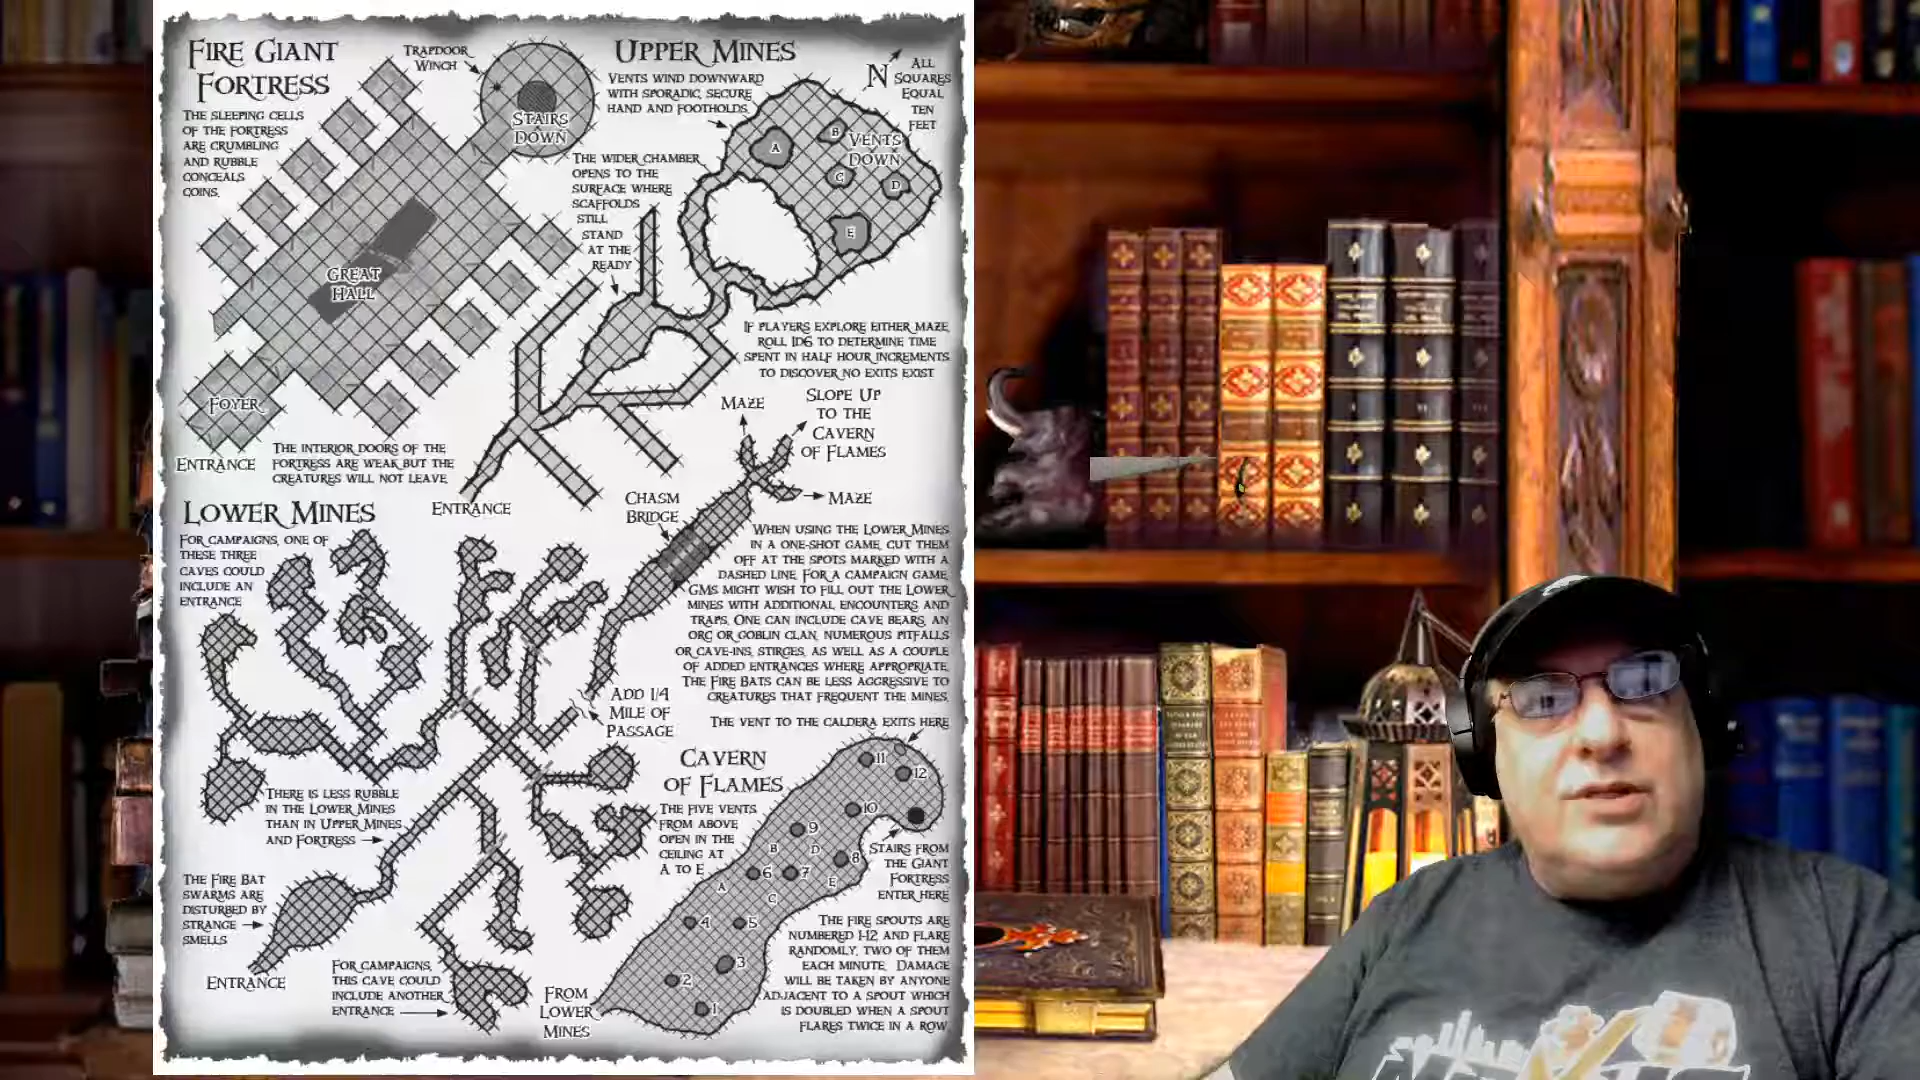 FIRE GIANT
FORTRESS
THE SLEEPING CELLS
OF THE FORTRESS
ARE CRUMBLING
AND RUBBLE
CONCEALS
COINS.
TRAPDOOR
WINCH
STAIRS
DOWN
GREAT
HALL
FOYER
ENTRANCE
THE INTERIOR DOORS OF THE
FORTRESS ARE WEAK BUT THE
CREATURES WILL NOT LEAVE
UPPER MINES
VENTS WIND DOWNWARD
WITH SPORADIC, SECURE
HAND AND FOOTHOLDS.
N
ALL
SQUARES
EQUAL
TEN
FEET
A
B
VENTS
DOWN
C
D
E
THE WIDER CHAMBER
OPENS TO THE
SURFACE WHERE
SCAFFOLDS
STILL
STAND
AT THE
READY
IF PLAYERS EXPLORE EITHER MAZE,
ROLL 1D6 TO DETERMINE TIME
SPENT IN HALF HOUR INCREMENTS
TO DISCOVER NO EXITS EXIST
ENTRANCE
MAZE
SLOPE UP
TO THE
CAVERN
OF FLAMES
MAZE
CHASM
BRIDGE
LOWER MINES
FOR CAMPAIGNS, ONE OF
THESE THREE
CAVES COULD
INCLUDE AN
ENTRANCE
WHEN USING THE LOWER MINES
IN A ONE-SHOT GAME, CUT THEM
OFF AT THE SPOTS MARKED WITH A
DASHED LINE. FOR A CAMPAIGN GAME,
GMS MIGHT WISH TO FILL OUT THE LOWER
MINES WITH ADDITIONAL ENCOUNTERS AND
TRAPS. ONE CAN INCLUDE CAVE BEARS, AN
ORC OR GOBLIN CLAN, NUMEROUS PITFALLS
OR CAVE-INS, STIRGES, AS WELL AS A COUPLE
OF ADDED ENTRANCES WHERE APPROPRIATE.
THE FIRE BATS CAN BE LESS AGGRESSIVE TO
CREATURES THAT FREQUENT THE MINES.
ADD 1/4
MILE OF
PASSAGE
THERE IS LESS RUBBLE
IN THE LOWER MINES
THAN IN UPPER MINES
AND FORTRESS
THE FIRE BAT
SWARMS ARE
DISTURBED BY
STRANGE
SMELLS
ENTRANCE
FOR CAMPAIGNS,
THIS CAVE COULD
INCLUDE ANOTHER
ENTRANCE
THE VENT TO THE CALDERA EXITS HERE
CAVERN
OF FLAMES
THE FIVE VENTS
FROM ABOVE
OPEN IN THE
CEILING AT
A TO E
11
12
10
9
B
D
8
6
7
E
A
C
4
5
3
2
1
STAIRS FROM
THE GIANT
FORTRESS
ENTER HERE
THE FIRE SPOUTS ARE
NUMBERED 1-12 AND FLARE
RANDOMLY, TWO OF THEM
EACH MINUTE. DAMAGE
WILL BE TAKEN BY ANYONE
ADJACENT TO A SPOUT WHICH
IS DOUBLED WHEN A SPOUT
FLARES TWICE IN A ROW.
FROM
LOWER
MINES